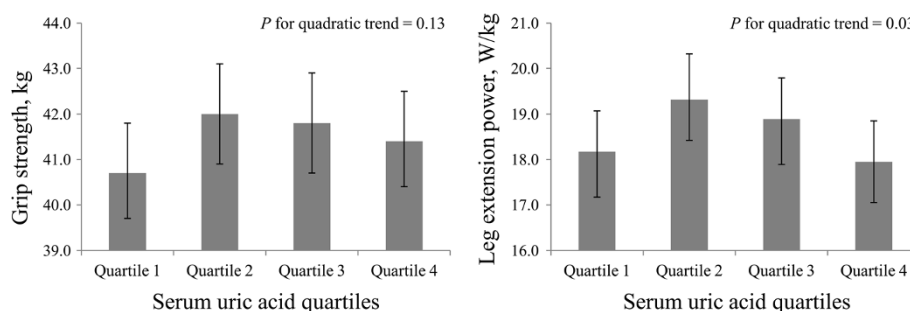 P for quadratic trend = 0.13
Grip strength, kg
44.0
43.0
42.0
41.0
40.0
39.0
Quartile 1 Quartile 2 Quartile 3 Quartile 4
Serum uric acid quartiles
P for quadratic trend = 0.03
Leg extension power, W/kg
21.0
20.0
19.0
18.0
17.0
16.0
Quartile 1 Quartile 2 Quartile 3 Quartile 4
Serum uric acid quartiles